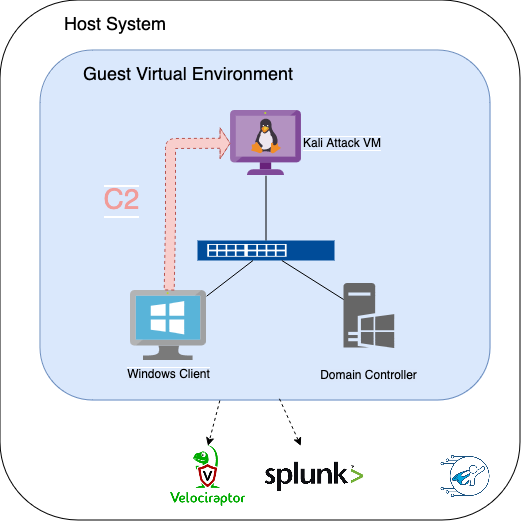 Host System
Guest Virtual Environment
Kali Attack VM
C2
Windows Client
Domain Controller
V
Velociraptor
splunk>